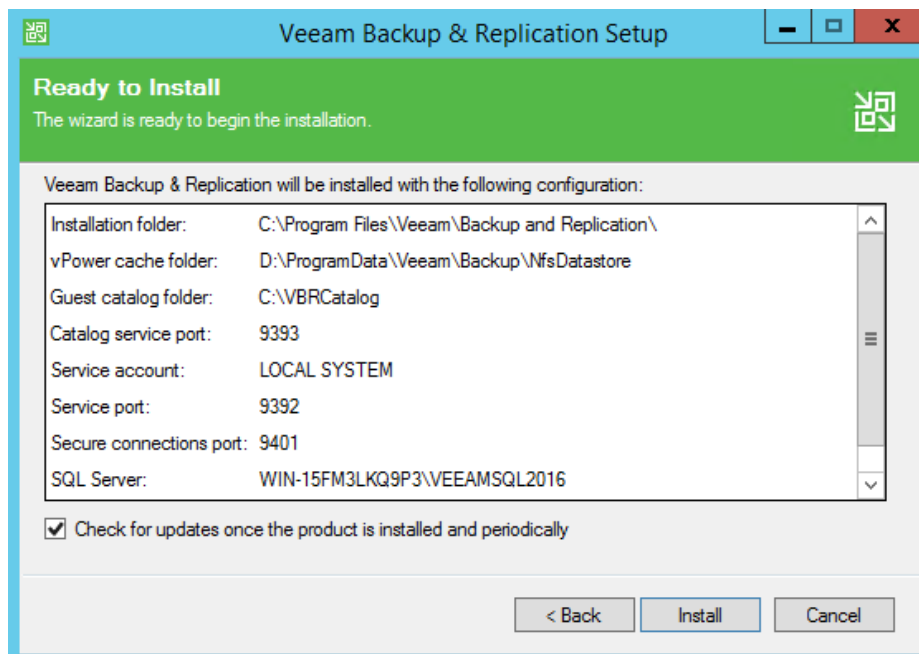 Veeam Backup & Replication Setup
Ready to Install
The wizard is ready to begin the installation.
Veeam Backup & Replication will be installed with the following configuration:
Installation folder: C:\Program Files\Veeam\Backup and Replication\
vPower cache folder: D:\ProgramData\Veeam\Backup\NfsDatastore
Guest catalog folder: C:\VBRCatalog
Catalog service port: 9393
Service account: LOCAL SYSTEM
Service port: 9392
Secure connections port: 9401
SQL Server: WIN-15FM3LKQ9P3\VEEAMSQL2016
Check for updates once the product is installed and periodically
< Back Install Cancel